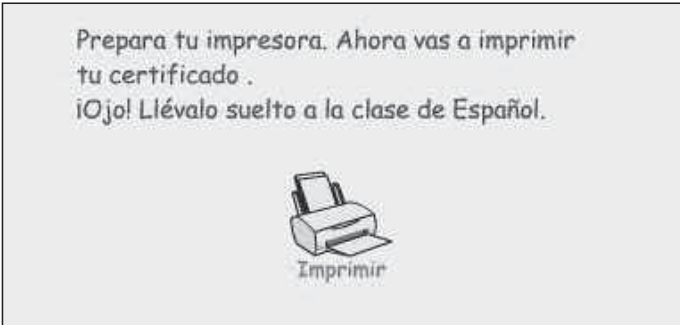 Prepara tu impresora. Ahora vas a imprimir
tu certificado .
¡Ojo! Llévalo suelto a la clase de Español.
Imprimir